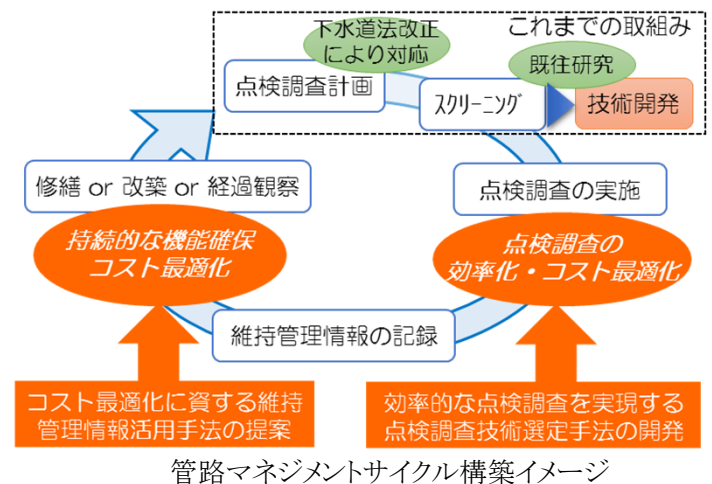 これまでの取組み
下水道法改正
により対応
既往研究
点検調査計画
ｽｸﾘｰﾆﾝｸﾞ
技術開発
修繕 or 改築 or 経過観察
点検調査の実施
持続的な機能確保
コスト最適化
点検調査の
効率化・コスト最適化
維持管理情報の記録
コスト最適化に資する維持
管理情報活用手法の提案
効率的な点検調査を実現する
点検調査技術選定手法の開発
管路マネジメントサイクル構築イメージ